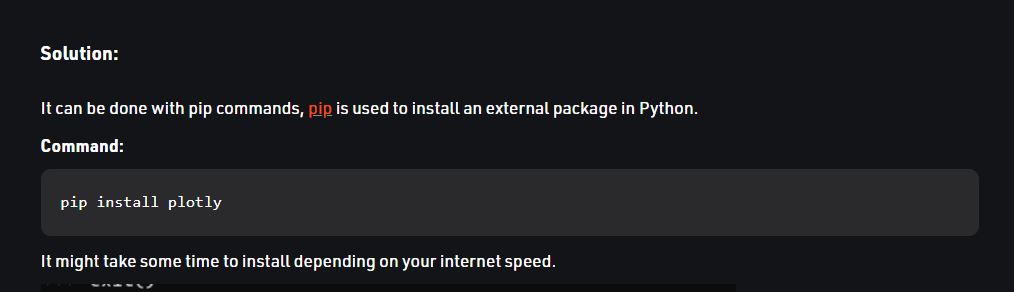 Solution:
It can be done with pip commands, pip is used to install an external package in Python.
Command:
pip install plotly
It might take some time to install depending on your internet speed.